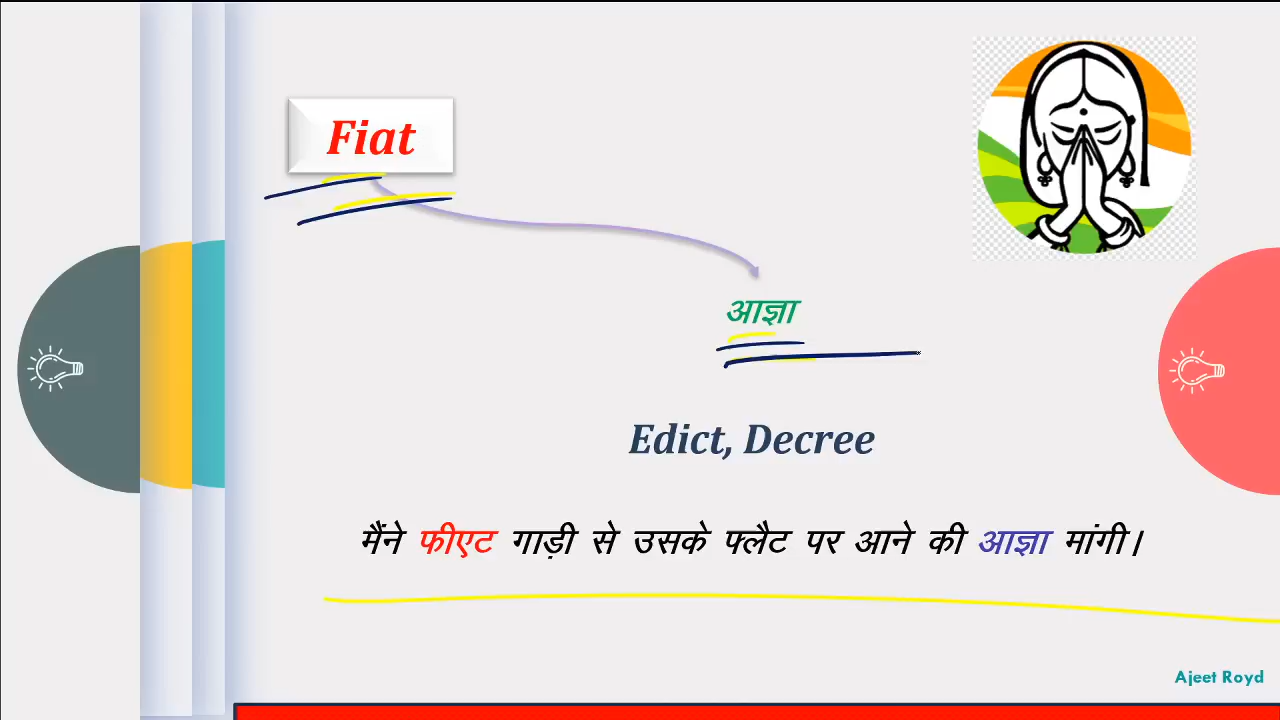 Fiat
आज्ञा
Edict, Decree
मैंने फीएट गाड़ी से उसके फ्लैट पर आने की आज्ञा मांगी।
Ajeet Royd